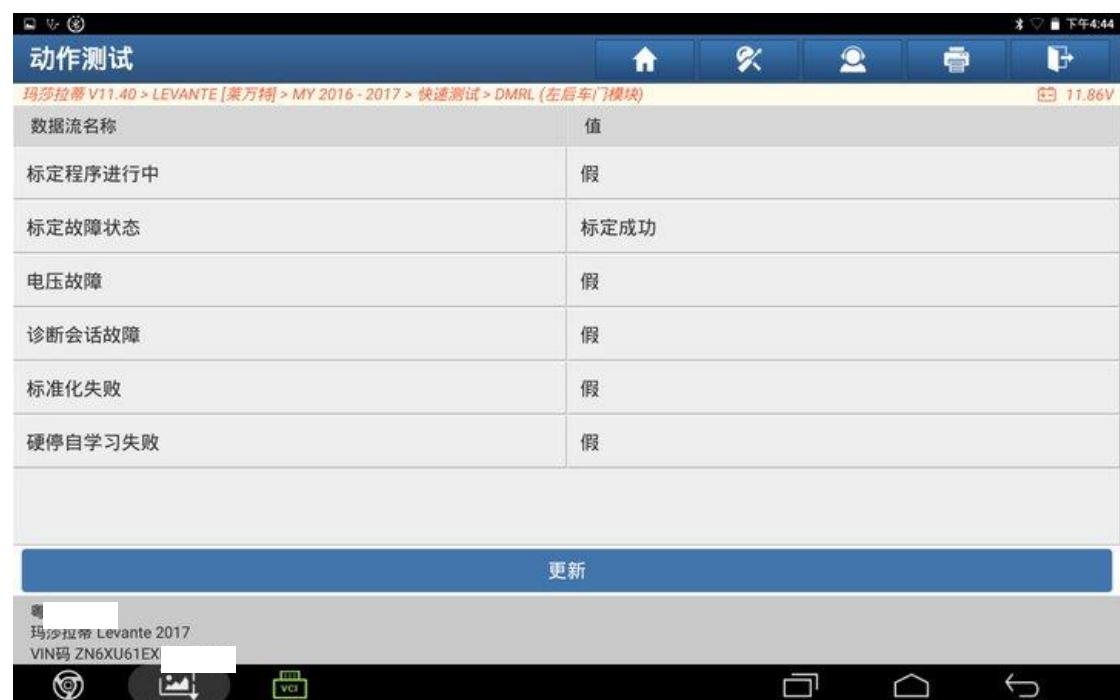 下午4:44
动作测试
玛莎拉蒂 V11.40 > LEVANTE [莱万特] > MY 2016 - 2017 > 快速测试 > DMRL (左后车门模块) 11.86V
数据流名称 值
标定程序进行中 假
标定故障状态 标定成功
电压故障 假
诊断会话故障 假
标准化失败 假
硬停自学习失败 假
更新
粤
玛莎拉蒂 Levante 2017
VIN码 ZN6XU61EX
VCI